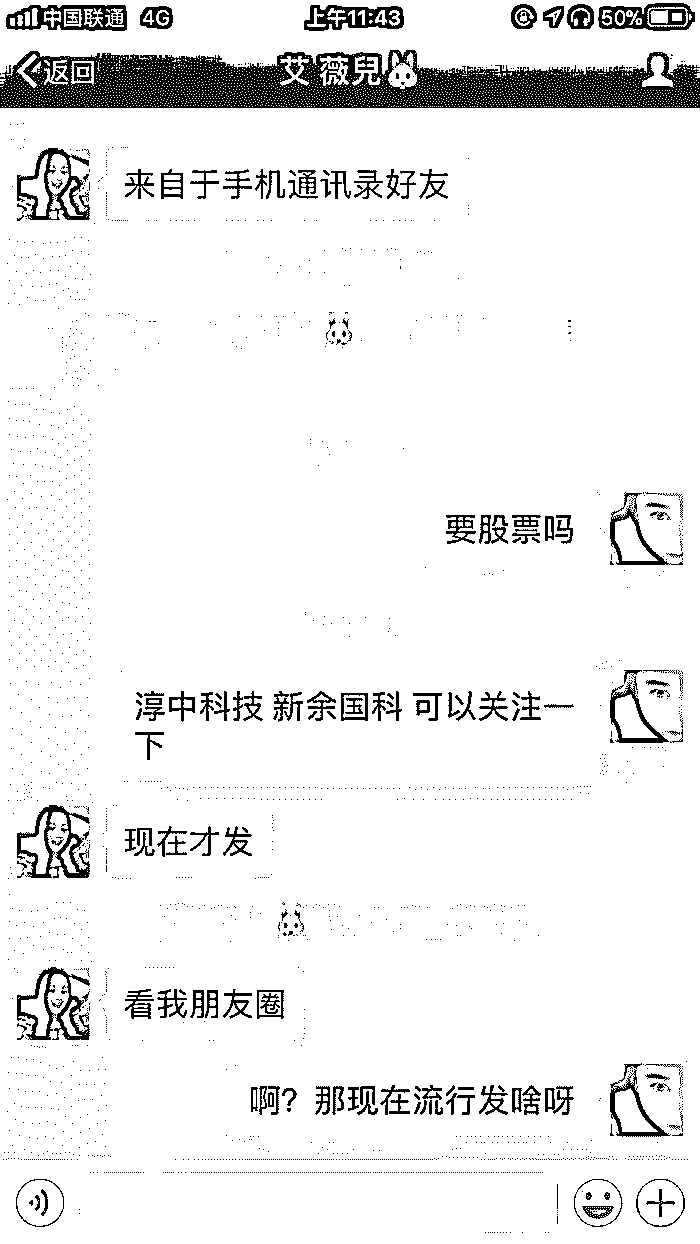 中国联通 4G 上午11:43 50%
返回 艾 薇兒🐰
来自于手机通讯录好友
要股票吗
淳中科技 新余国科 可以关注一
下
现在才发
看我朋友圈
啊？那现在流行发啥呀